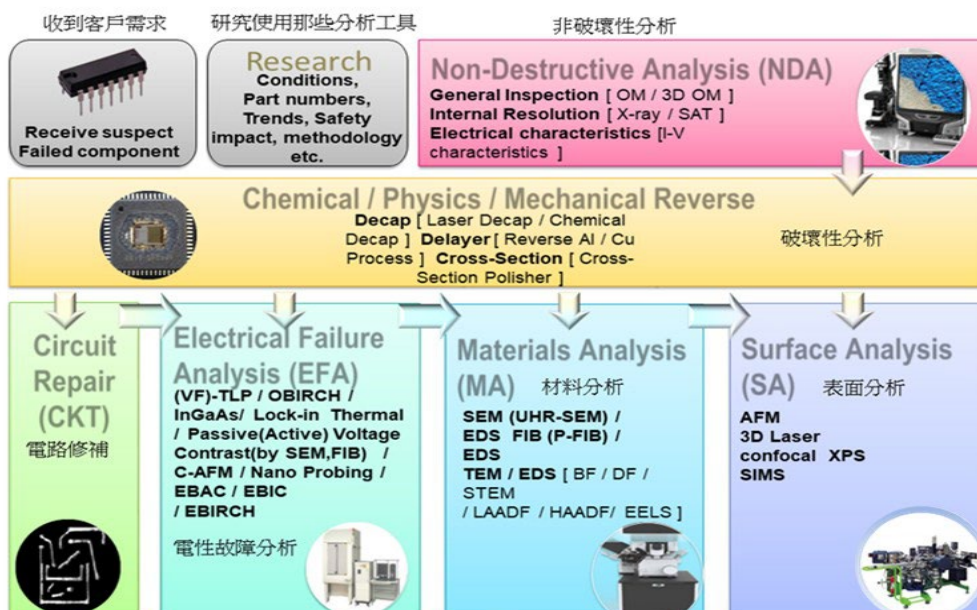 收到客戶需求
Receive suspect
Failed component
研究使用那些分析工具
Research
Conditions,
Part numbers,
Trends, Safety
impact, methodology
etc.
非破壞性分析
Non-Destructive Analysis (NDA)
General Inspection [ OM / 3D OM ]
Internal Resolution [ X-ray / SAT ]
Electrical characteristics [I-V
characteristics ]
Chemical / Physics / Mechanical Reverse
Decap [ Laser Decap / Chemical
Decap ] Delayer [ Reverse Al / Cu
Process ] Cross-Section [ Cross-
Section Polisher ]
破壞性分析
Circuit
Repair
(CKT)
電路修補
Electrical Failure
Analysis (EFA)
(VF)-TLP / OBIRCH /
InGaAs/ Lock-in Thermal
/ Passive(Active) Voltage
Contrast(by SEM,FIB) /
C-AFM / Nano Probing /
EBAC / EBIC
/ EBIRCH
電性故障分析
Materials Analysis
(MA) 材料分析
SEM (UHR-SEM) /
EDS FIB (P-FIB) /
EDS
TEM / EDS [ BF / DF /
STEM
/ LAADF / HAADF/ EELS ]
Surface Analysis
(SA) 表面分析
AFM
3D Laser
confocal XPS
SIMS